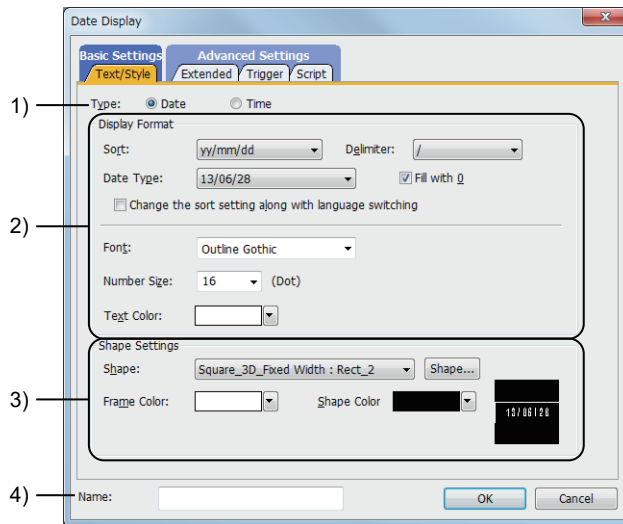 Date Display
Basic Settings Advanced Settings
Text/Style Extended Trigger Script
1) Type: Date Time
Display Format
Sort: yy/mm/dd Delimiter: /
Date Type: 13/06/28 Fill with 0
Change the sort setting along with language switching
2)
Font: Outline Gothic
Number Size: 16 (Dot)
Text Color:
Shape Settings
Shape: Square_3D_Fixed Width : Rect_2 Shape...
3) Frame Color: Shape Color
13/06/28
4) Name: OK Cancel